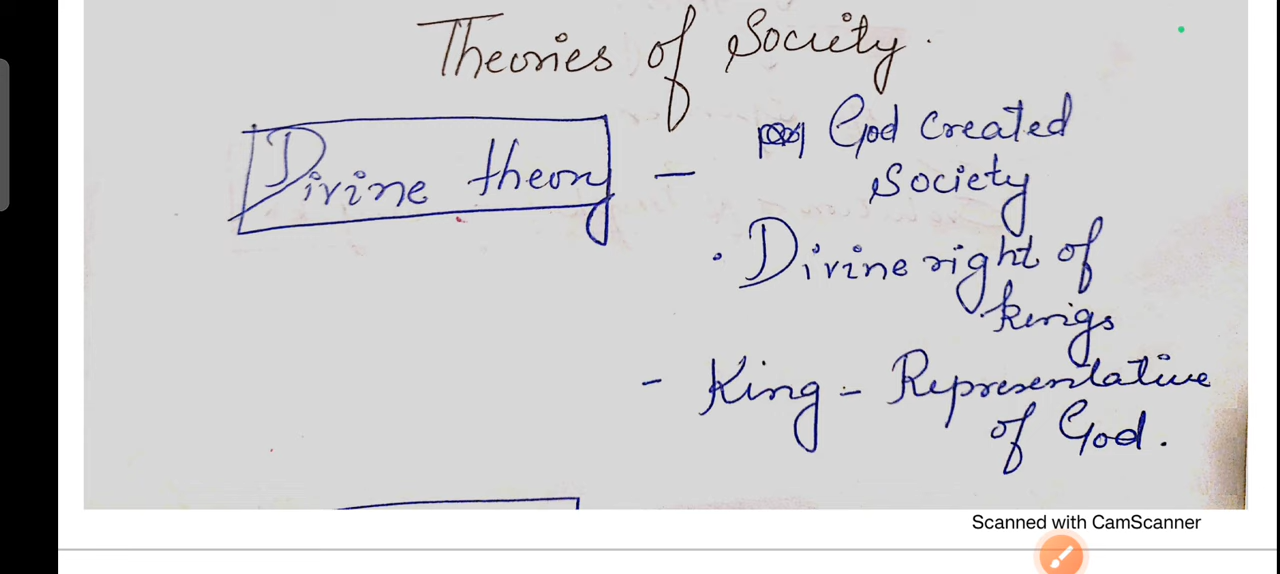 Theories of Society.
Divine theory – God created
Society
· Divine right of
kings
- King - Representative
of God.
Scanned with CamScanner